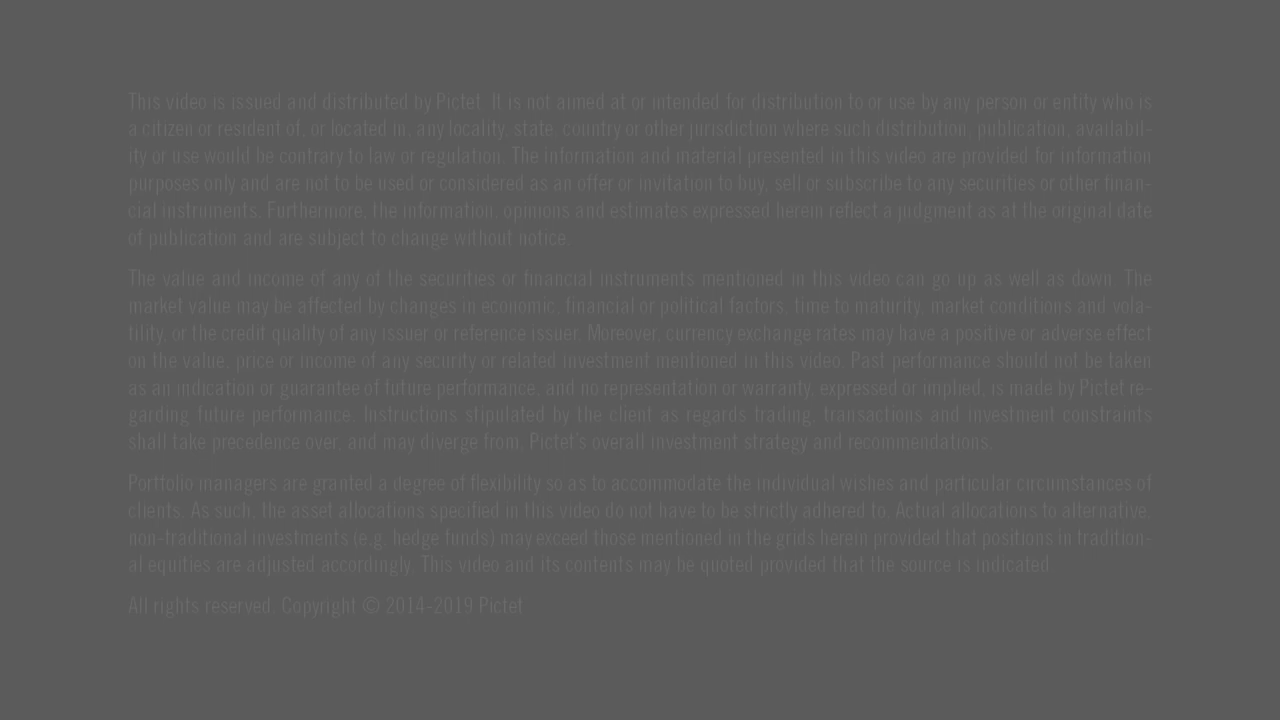 This video is issued and distributed by Pictet. It is not aimed at or intended for distribution to or use by any person or entity who is
a citizen or resident of, or located in, any locality, state, country or other jurisdiction where such distribution, publication, availabil-
ity or use would be contrary to law or regulation. The information and material presented in this video are provided for information
purposes only and are not to be used or considered as an offer or invitation to buy, sell or subscribe to any securities or other finan-
cial instruments. Furthermore, the information, opinions and estimates expressed herein reflect a judgment as at the original date
of publication and are subject to change without notice.
The value and income of any of the securities or financial instruments mentioned in this video can go up as well as down. The
market value may be affected by changes in economic, financial or political factors, time to maturity, market conditions and vola-
tility, or the credit quality of any issuer or reference issuer. Moreover, currency exchange rates may have a positive or adverse effect
on the value, price or income of any security or related investment mentioned in this video. Past performance should not be taken
as an indication or guarantee of future performance, and no representation or warranty, expressed or implied, is made by Pictet re-
garding future performance. Instructions stipulated by the client as regards trading, transactions and investment constraints
shall take precedence over, and may diverge from, Pictet's overall investment strategy and recommendations.
Portfolio managers are granted a degree of flexibility so as to accommodate the individual wishes and particular circumstances of
clients. As such, the asset allocations specified in this video do not have to be strictly adhered to. Actual allocations to alternative,
non-traditional investments (e.g. hedge funds) may exceed those mentioned in the grids herein provided that positions in tradition-
al equities are adjusted accordingly. This video and its contents may be quoted provided that the source is indicated.
All rights reserved. Copyright © 2014-2019 Pictet